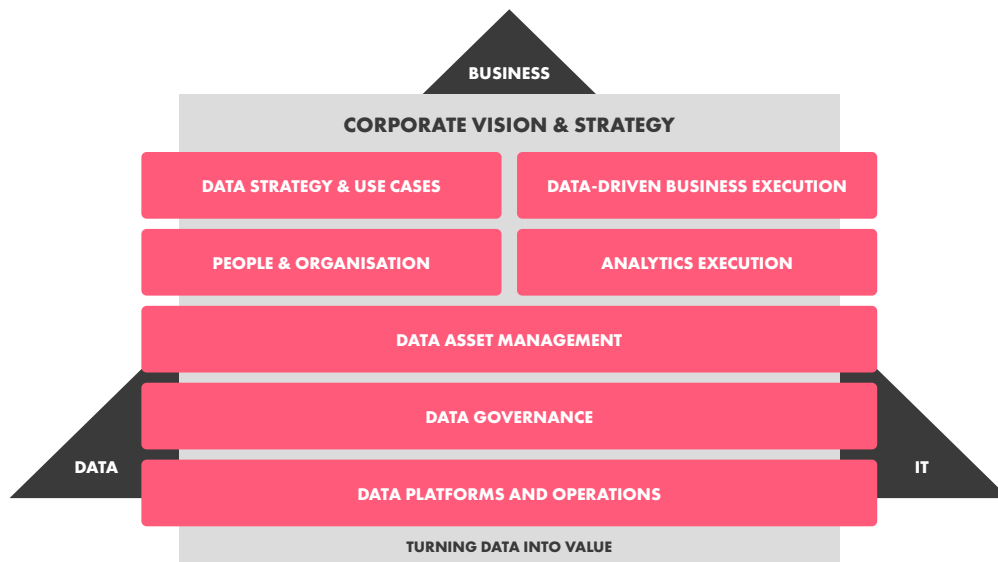 BUSINESS
CORPORATE VISION & STRATEGY
DATA STRATEGY & USE CASES
DATA-DRIVEN BUSINESS EXECUTION
PEOPLE & ORGANISATION
ANALYTICS EXECUTION
DATA ASSET MANAGEMENT
DATA GOVERNANCE
DATA
IT
DATA PLATFORMS AND OPERATIONS
TURNING DATA INTO VALUE